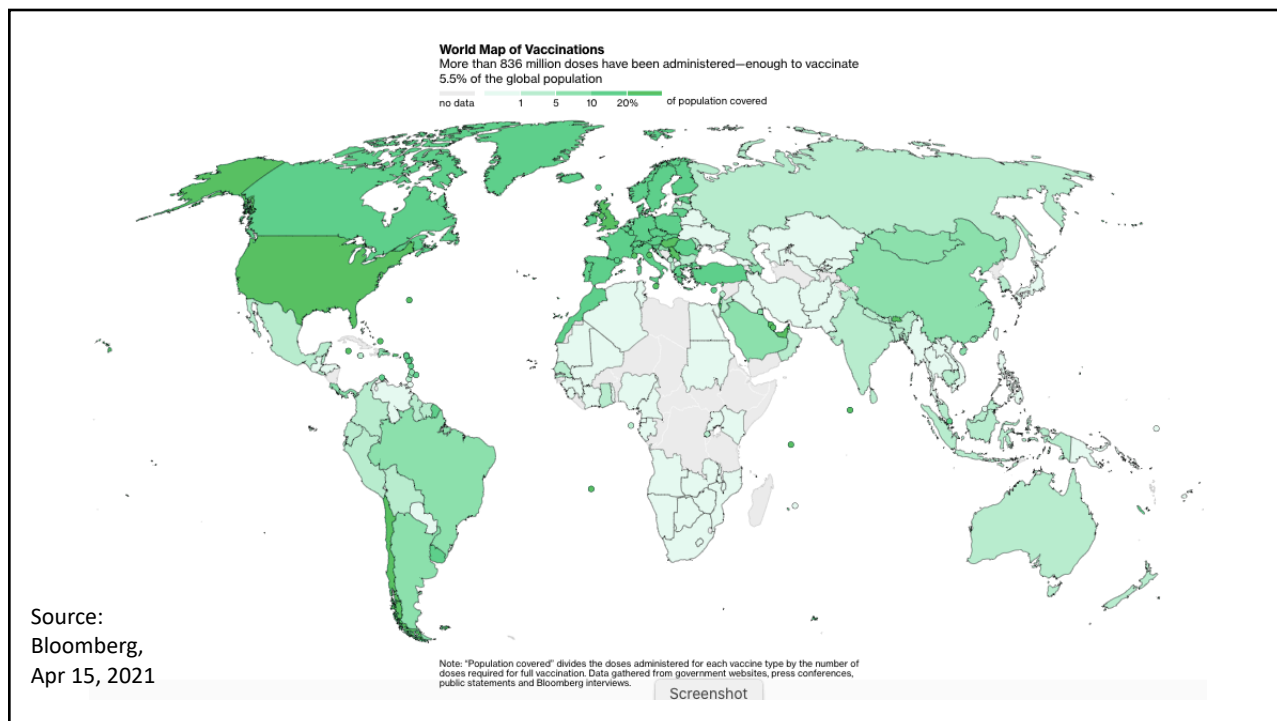 World Map of Vaccinations
More than 836 million doses have been administered—enough to vaccinate
5.5% of the global population
no data 1 5 10 20% of population covered
Source:
Bloomberg,
Apr 15, 2021
Note: “Population covered” divides the doses administered for each vaccine type by the number of
doses required for full vaccination. Data gathered from government websites, press conferences,
public statements and Bloomberg interviews.
Screenshot